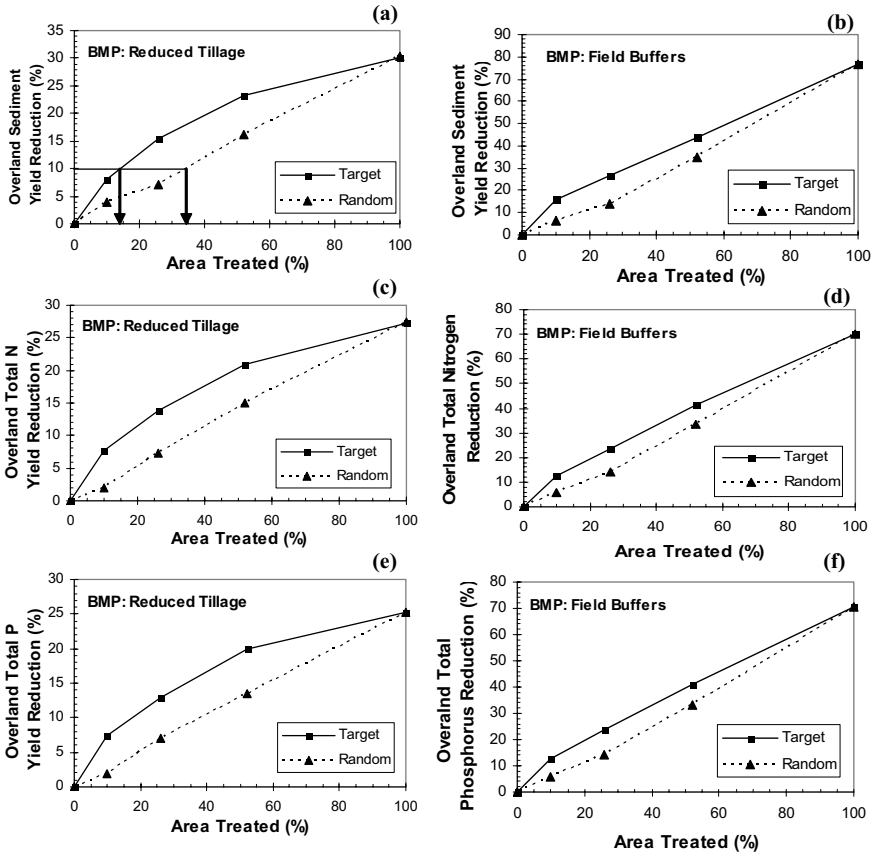 (a)
BMP: Reduced Tillage
Overland Sediment
Yield Reduction (%)
35
30
25
20
15
10
5
0
Target
Random
0 20 40 60 80 100
Area Treated (%)
(b)
BMP: Field Buffers
Overland Sediment
Yield Reduction (%)
90
80
70
60
50
40
30
20
10
0
Target
Random
0 20 40 60 80 100
Area Treated (%)
(c)
BMP: Reduced Tillage
Overland Total N
Yield Reduction (%)
30
25
20
15
10
5
0
Target
Random
0 20 40 60 80 100
Area Treated (%)
(d)
BMP: Field Buffers
Overland Total Nitrogen
Reduction (%)
80
70
60
50
40
30
20
10
0
Target
Random
0 20 40 60 80 100
Area Treated (%)
(e)
BMP: Reduced Tillage
Overland Total P
Yield Reduction (%)
30
25
20
15
10
5
0
Target
Random
0 20 40 60 80 100
Area Treated (%)
(f)
BMP: Field Buffers
Overalnd Total
Phosphorus Reduction (%)
80
70
60
50
40
30
20
10
0
Target
Random
0 20 40 60 80 100
Area Treated (%)